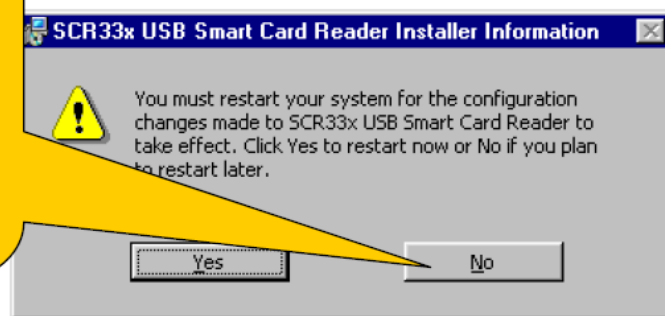 SCR33x USB Smart Card Reader Installer Information
You must restart your system for the configuration
changes made to SCR33x USB Smart Card Reader to
take effect. Click Yes to restart now or No if you plan
to restart later.
Yes
No